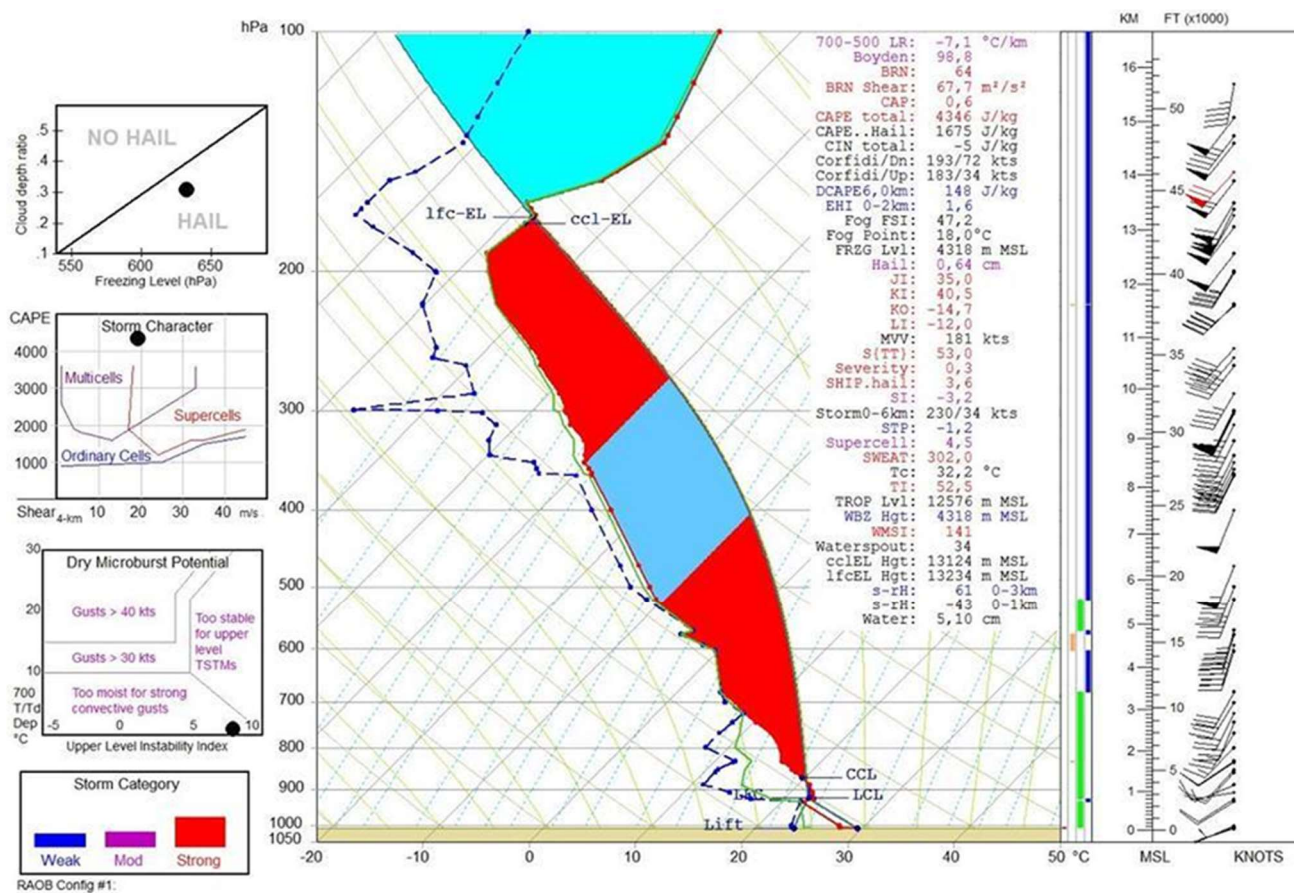 hPa
KM FT (x1000)
100
200
300
400
500
600
700
800
900
1000
1050
-20 -10 0 10 20 30 40 50 °C MSL KNOTS
lfc-EL
ccl-EL
CCL
LCL
Lift
700-500 LR: -7,1 °C/km
Boyden: 98,8
BRN: 64
BRN Shear: 67,7 m²/s²
CAP: 0,6
CAPE total: 4346 J/kg
CAPE..Hail: 1675 J/kg
CIN total: -5 J/kg
Corfidi/Dn: 193/72 kts
Corfidi/Up: 183/34 kts
DCAPE6,0km: 148 J/kg
EHI 0-2km: 1,6
Fog FSI: 47,2
Fog Point: 18,0°C
FRZG Lvl: 4318 m MSL
Hail: 0,64 cm
JI: 35,0
KI: 40,5
KO: -14,7
LI: -12,0
MVV: 181 kts
S(TT): 53,0
Severity: 0,3
SHIP.hail: 3,6
SI: -3,2
Storm0-6km: 230/34 kts
STP: -1,2
Supercell: 4,5
SWEAT: 302,0
Tc: 32,2 °C
TI: 52,5
TROP Lvl: 12576 m MSL
WBZ Hgt: 4318 m MSL
WMSI: 141
Waterspout: 34
cclEL Hgt: 13124 m MSL
lfcEL Hgt: 13234 m MSL
s-rH: 61 0-3km
s-rH: -43 0-1km
Water: 5,10 cm
16
15
14
13
12
11
10
9
8
7
6
5
4
3
2
1
0
50
45
40
35
30
25
20
15
10
5
0
Cloud depth ratio
.5
.4
.3
.2
.1
NO HAIL
HAIL
540 600 650
Freezing Level (hPa)
CAPE
Storm Character
4000
3000
2000
1000
Multicells
Supercells
Ordinary Cells
Shear 4-km 10 20 30 40 m/s
30
20
10
Dry Microburst Potential
Gusts > 40 kts
Too stable
for upper
level
TSTMs
Gusts > 30 kts
Too moist for strong
convective gusts
700
T/Td
Dep
°C
-5 0 5 10
Upper Level Instability Index
Storm Category
Weak Mod Strong
RAOB Config #1: